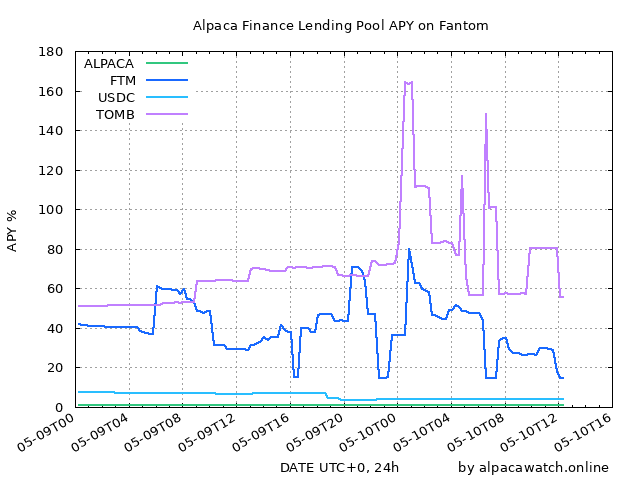 Alpaca Finance Lending Pool APY on Fantom
180
160
140
120
100
80
60
40
20
0
APY %
ALPACA
FTM
USDC
TOMB
05-09T00
05-09T04
05-09T08
05-09T12
05-09T16
05-09T20
05-10T00
05-10T04
05-10T08
05-10T12
05-10T16
DATE UTC+0, 24h
by alpacawatch.online